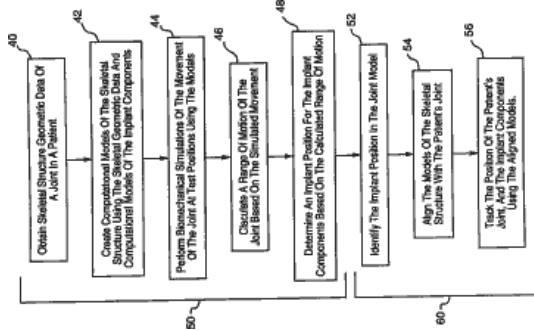 40
Obtain Skeletal Structure Geometric Data Of
A Joint In A Patient
42
Create Computational Models Of The Skeletal
Structure Using The Skeletal Geometric Data And
Computational Models Of The Implant Components
44
Perform Biomechanical Simulations Of The Movement
Of The Joint At Test Positions Using The Models
46
Calculate A Range Of Motion Of The
Joint Based On The Simulated Movement
48
Determine An Implant Position For The Implant
Components Based On The Calculated Range Of Motion
50
52
Identify The Implant Position In The Joint Model
54
Align The Models Of The Skeletal
Structure With The Patient's Joint
56
Track The Position Of The Patient's
Joint, And The Implant Components
Using The Aligned Models.
60